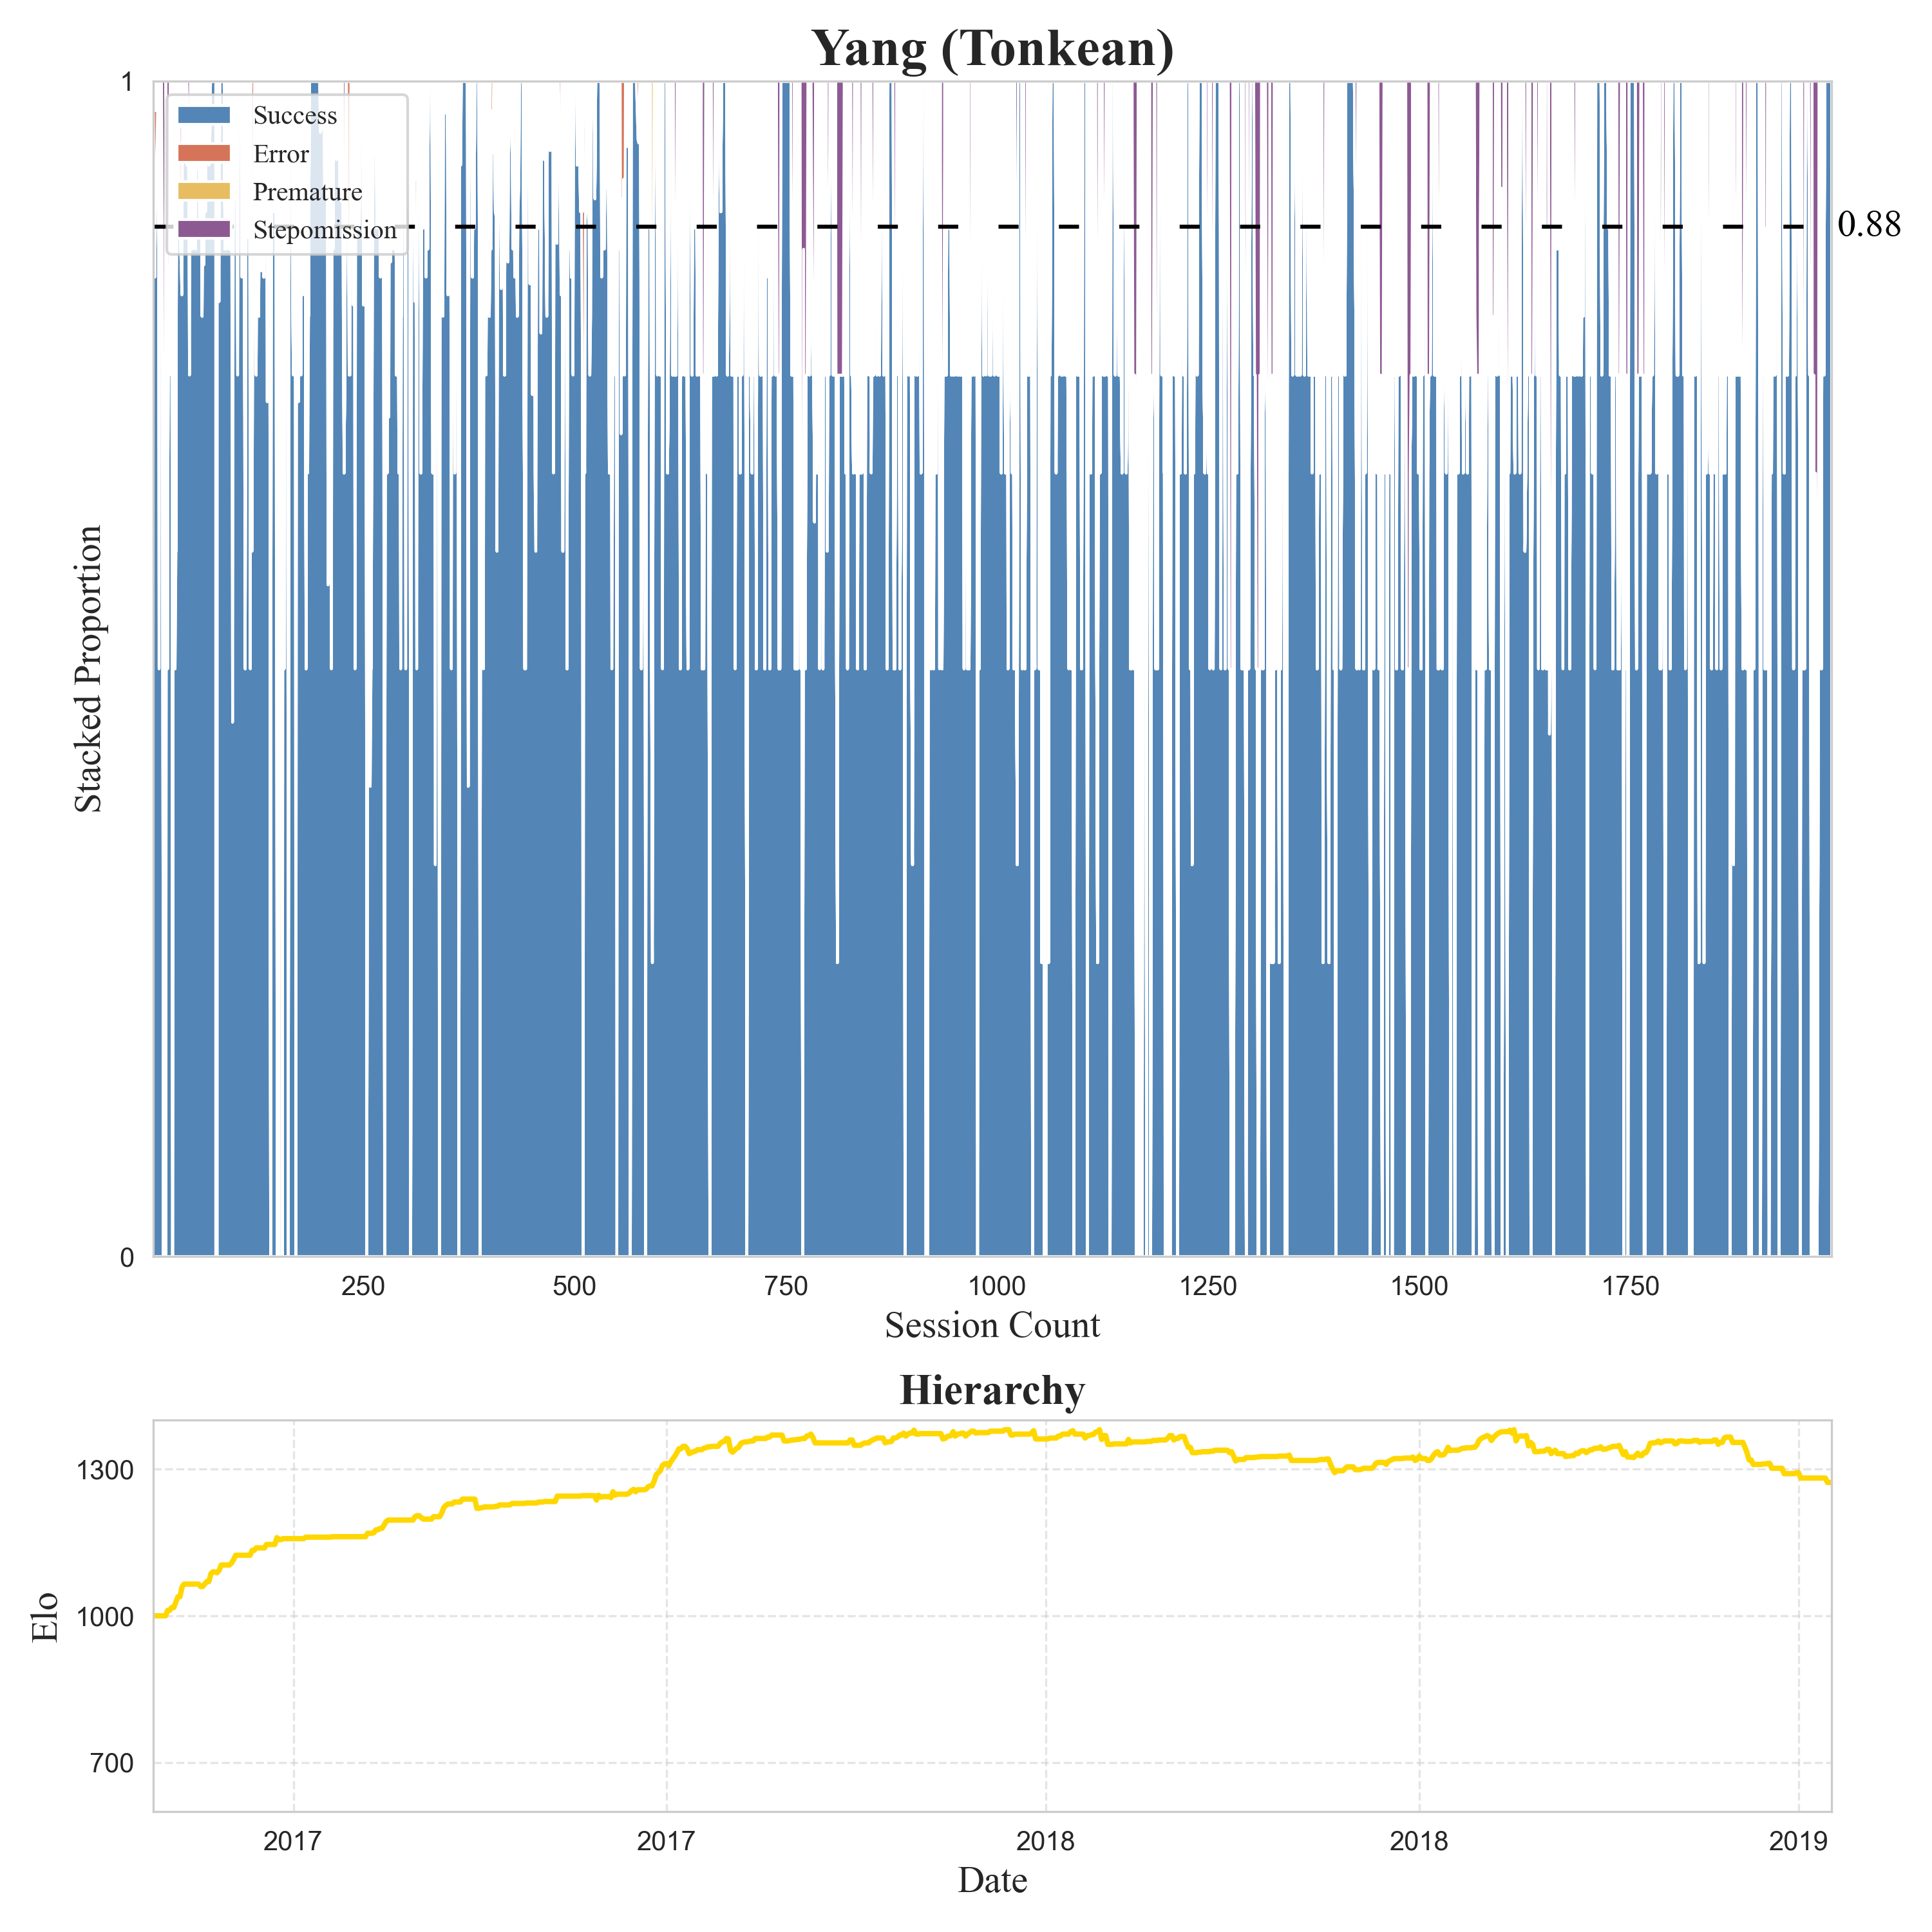 Yang (Tonkean)
1
Success
Error
Premature
Stepomission
0.88
Stacked Proportion
0
250 500 750 1000 1250 1500 1750
Session Count
Hierarchy
1300
1000
700
Elo
2017 2017 2018 2018 2019
Date